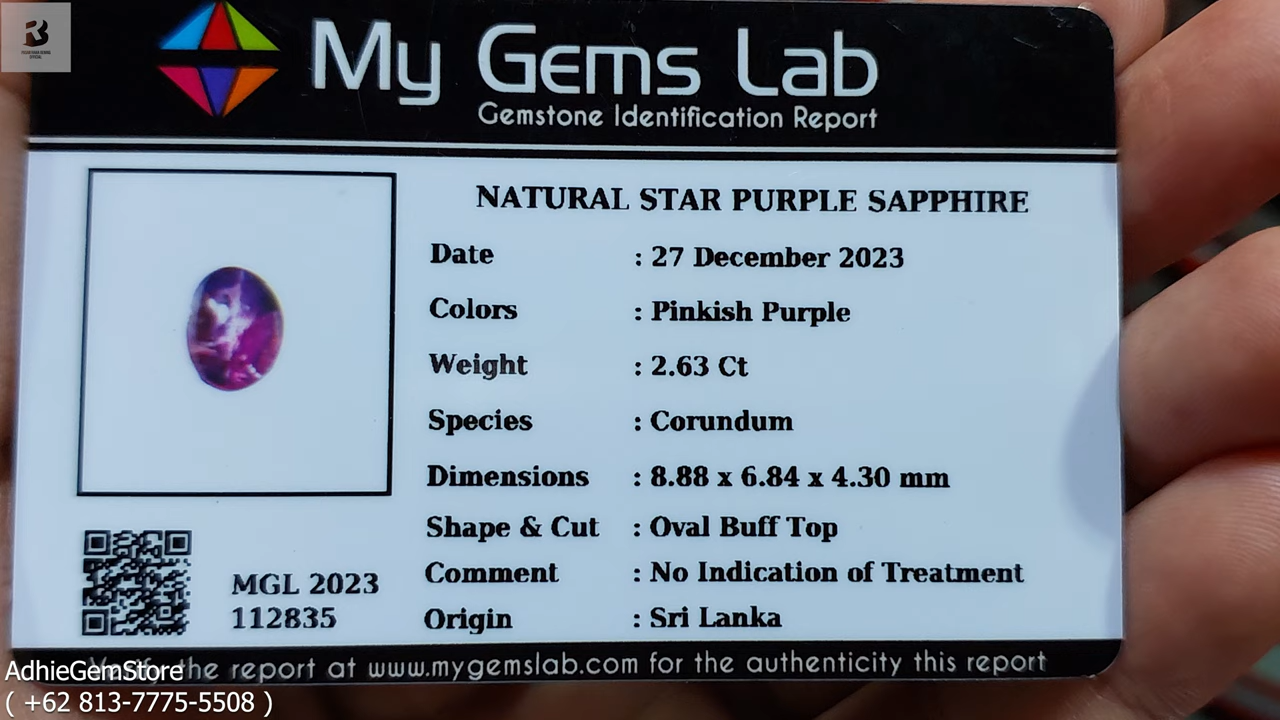 My Gems Lab
Gemstone Identification Report
NATURAL STAR PURPLE SAPPHIRE
Date : 27 December 2023
Colors : Pinkish Purple
Weight : 2.63 Ct
Species : Corundum
Dimensions : 8.88 x 6.84 x 4.30 mm
Shape & Cut : Oval Buff Top
Comment : No Indication of Treatment
Origin : Sri Lanka
MGL 2023
112835
the report at www.mygemslab.com for the authenticity this report
AdhieGemStore
( +62 813-7775-5508 )